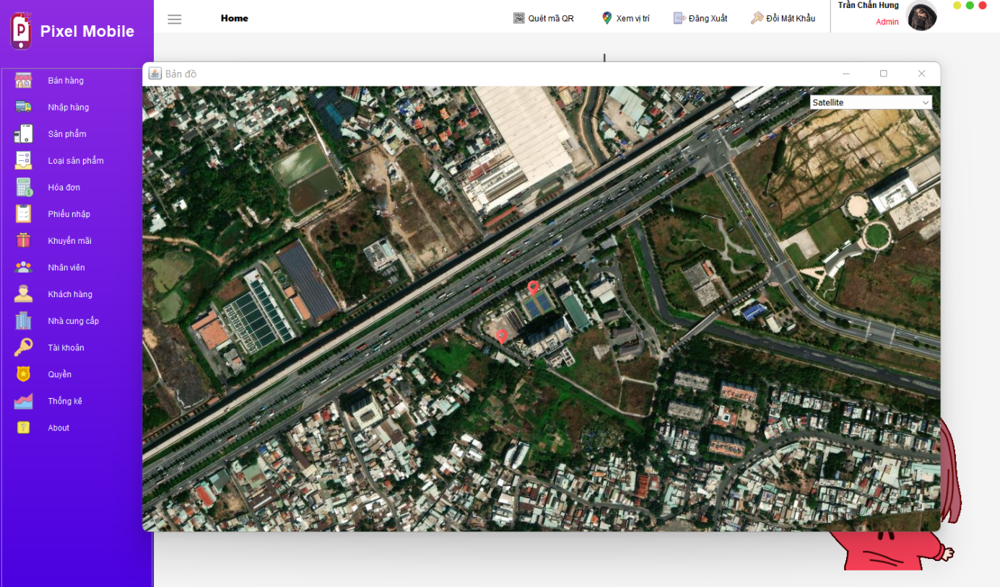 Pixel Mobile
Home
Quét mã QR
Xem vị trí
Đăng Xuất
Đổi Mật Khẩu
Trần Chấn Hưng
Admin
Bán hàng
Nhập hàng
Sản phẩm
Loại sản phẩm
Hóa đơn
Phiếu nhập
Khuyến mãi
Nhân viên
Khách hàng
Nhà cung cấp
Tài khoản
Quyền
Thống kê
About
Bản đồ
Satellite